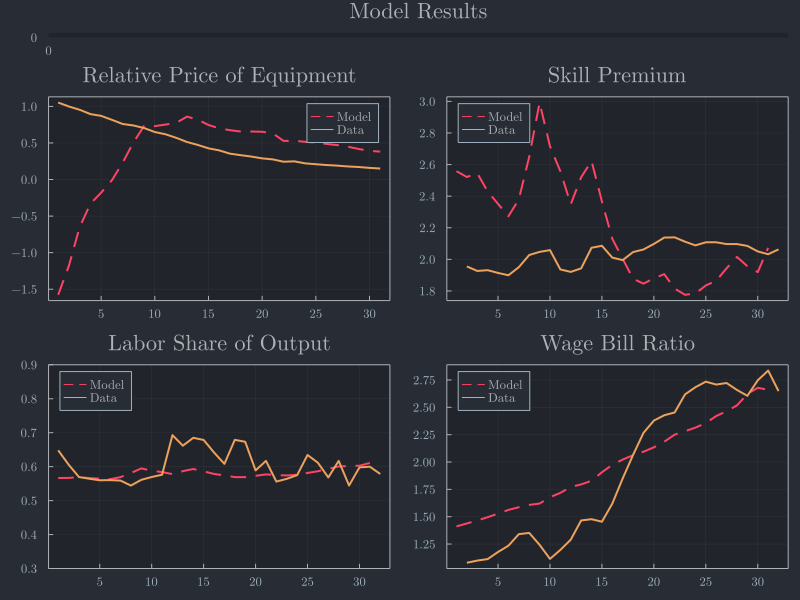 Model Results
0
0
Relative Price of Equipment
1.0
0.5
0.0
−0.5
−1.0
−1.5
5 10 15 20 25 30
Model
Data
Skill Premium
3.0
2.8
2.6
2.4
2.2
2.0
1.8
5 10 15 20 25 30
Model
Data
Labor Share of Output
0.9
0.8
0.7
0.6
0.5
0.4
0.3
5 10 15 20 25 30
Model
Data
Wage Bill Ratio
2.75
2.50
2.25
2.00
1.75
1.50
1.25
5 10 15 20 25 30
Model
Data